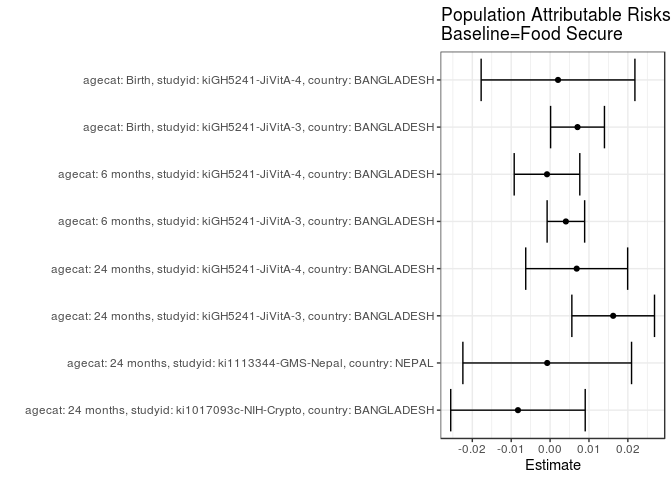 Population Attributable Risks
Baseline=Food Secure
agecat: Birth, studyid: kiGH5241-JiVitA-4, country: BANGLADESH
agecat: Birth, studyid: kiGH5241-JiVitA-3, country: BANGLADESH
agecat: 6 months, studyid: kiGH5241-JiVitA-4, country: BANGLADESH
agecat: 6 months, studyid: kiGH5241-JiVitA-3, country: BANGLADESH
agecat: 24 months, studyid: kiGH5241-JiVitA-4, country: BANGLADESH
agecat: 24 months, studyid: kiGH5241-JiVitA-3, country: BANGLADESH
agecat: 24 months, studyid: ki1113344-GMS-Nepal, country: NEPAL
agecat: 24 months, studyid: ki1017093c-NIH-Crypto, country: BANGLADESH
-0.02 -0.01 0.00 0.01 0.02
Estimate